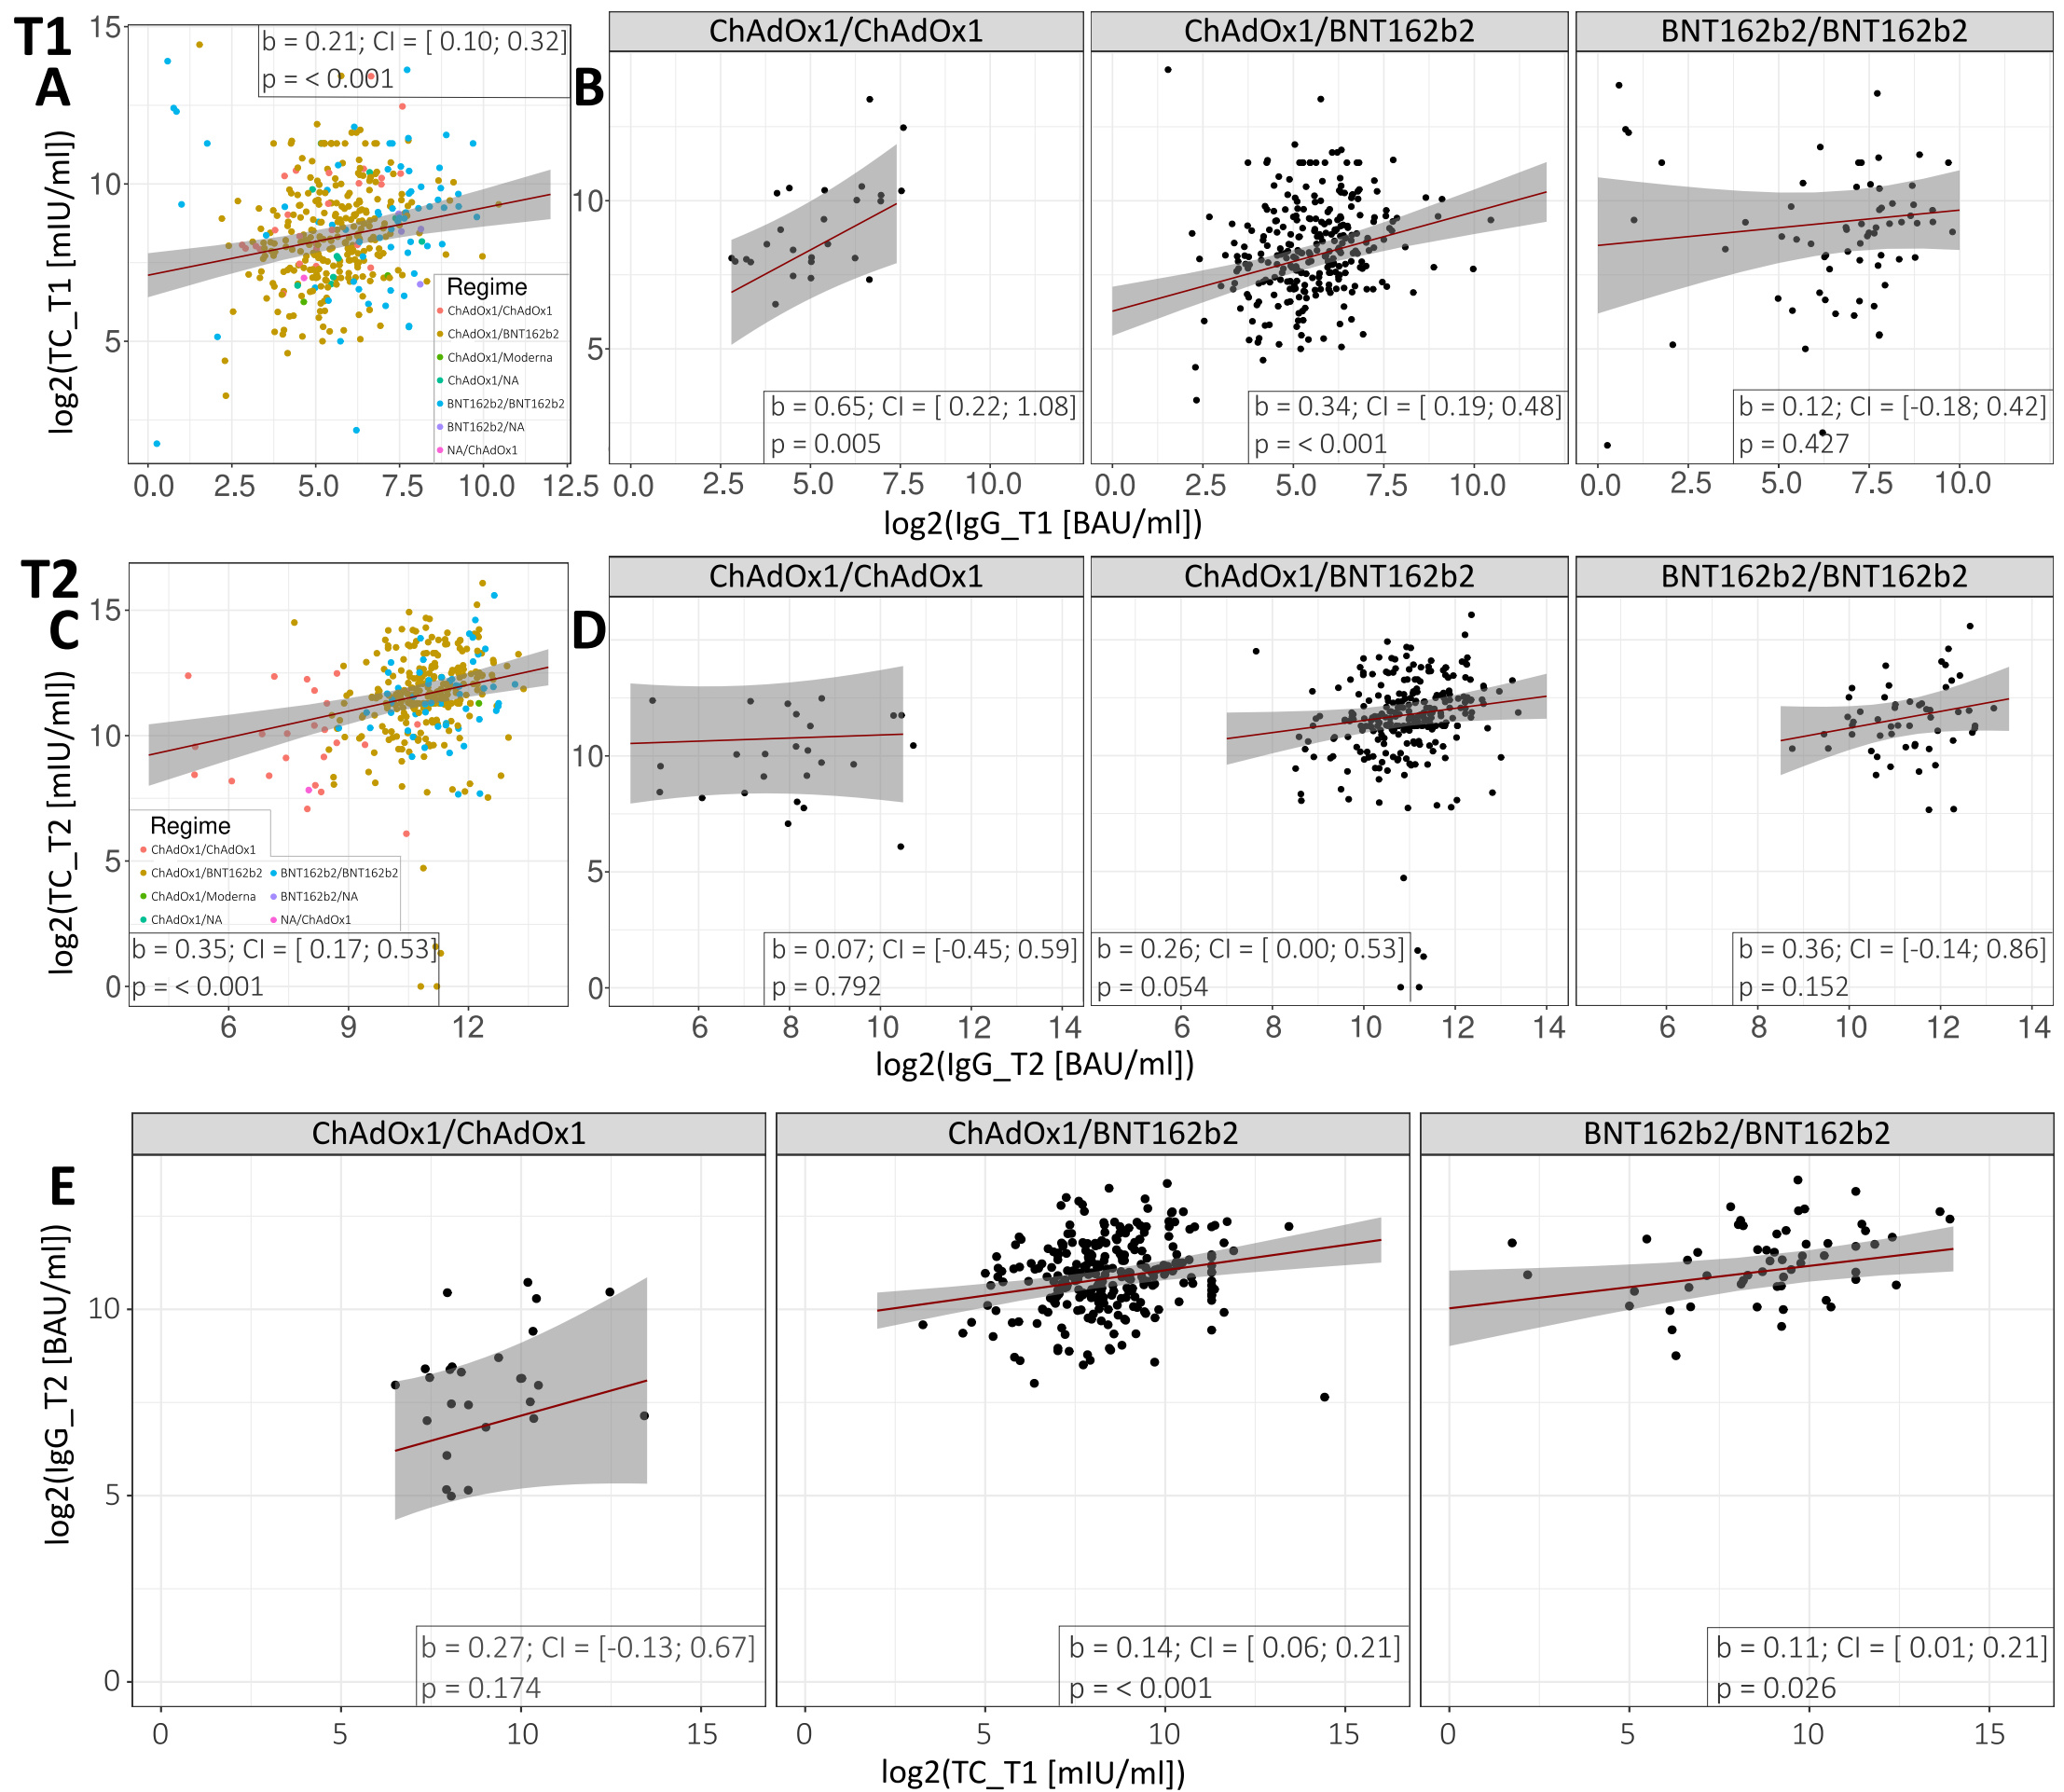 T1
A
15
10
5
log2(TC_T1 [mIU/ml])
b = 0.21; CI = [ 0.10; 0.32]
p = < 0.001
Regime
ChAdOx1/ChAdOx1
ChAdOx1/BNT162b2
ChAdOx1/Moderna
ChAdOx1/NA
BNT162b2/BNT162b2
BNT162b2/NA
NA/ChAdOx1
0.0 2.5 5.0 7.5 10.0 12.5
B
ChAdOx1/ChAdOx1
ChAdOx1/BNT162b2
BNT162b2/BNT162b2
10
5
b = 0.65; CI = [ 0.22; 1.08]
p = 0.005
b = 0.34; CI = [ 0.19; 0.48]
p = < 0.001
b = 0.12; CI = [-0.18; 0.42]
p = 0.427
0.0 2.5 5.0 7.5 10.0
0.0 2.5 5.0 7.5 10.0
0.0 2.5 5.0 7.5 10.0
log2(IgG_T1 [BAU/ml])
T2
C
15
10
5
0
log2(TC_T2 [mIU/ml])
Regime
ChAdOx1/ChAdOx1
ChAdOx1/BNT162b2
BNT162b2/BNT162b2
ChAdOx1/Moderna
BNT162b2/NA
ChAdOx1/NA
NA/ChAdOx1
b = 0.35; CI = [ 0.17; 0.53]
p = < 0.001
6 9 12
D
ChAdOx1/ChAdOx1
ChAdOx1/BNT162b2
BNT162b2/BNT162b2
10
5
0
b = 0.07; CI = [-0.45; 0.59]
p = 0.792
b = 0.26; CI = [ 0.00; 0.53]
p = 0.054
b = 0.36; CI = [-0.14; 0.86]
p = 0.152
6 8 10 12 14
6 8 10 12 14
6 8 10 12 14
log2(IgG_T2 [BAU/ml])
E
ChAdOx1/ChAdOx1
ChAdOx1/BNT162b2
BNT162b2/BNT162b2
10
5
0
log2(IgG_T2 [BAU/ml])
b = 0.27; CI = [-0.13; 0.67]
p = 0.174
b = 0.14; CI = [ 0.06; 0.21]
p = < 0.001
b = 0.11; CI = [ 0.01; 0.21]
p = 0.026
0 5 10 15
0 5 10 15
0 5 10 15
log2(TC_T1 [mIU/ml])